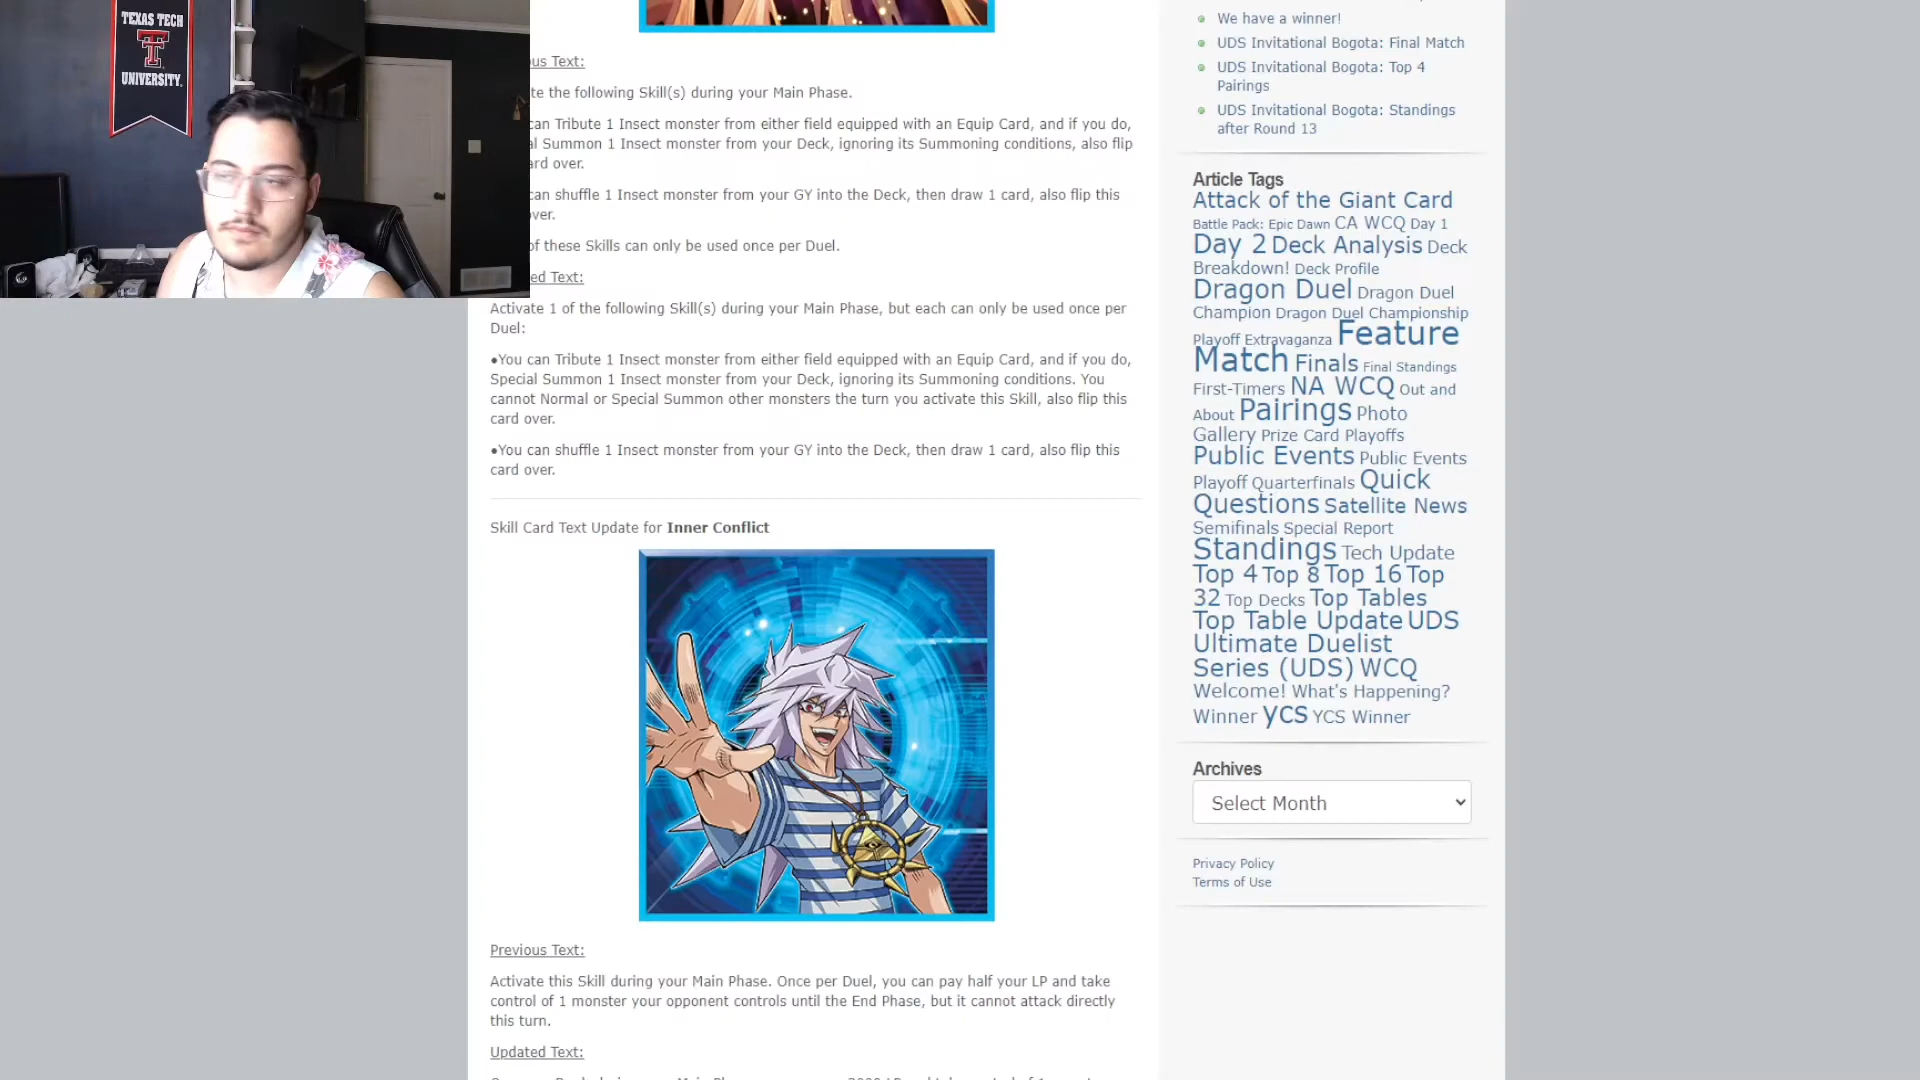 TEXAS TECH
UNIVERSITY.
ous Text:
te the following Skill(s) during your Main Phase.
can Tribute 1 Insect monster from either field equipped with an Equip Card, and if you do,
al Summon 1 Insect monster from your Deck, ignoring its Summoning conditions, also flip
ard over.
can shuffle 1 Insect monster from your GY into the Deck, then draw 1 card, also flip this
over.
of these Skills can only be used once per Duel.
ed Text:
Activate 1 of the following Skill(s) during your Main Phase, but each can only be used once per
Duel:
●You can Tribute 1 Insect monster from either field equipped with an Equip Card, and if you do,
Special Summon 1 Insect monster from your Deck, ignoring its Summoning conditions. You
cannot Normal or Special Summon other monsters the turn you activate this Skill, also flip this
card over.
●You can shuffle 1 Insect monster from your GY into the Deck, then draw 1 card, also flip this
card over.
Skill Card Text Update for Inner Conflict
Previous Text:
Activate this Skill during your Main Phase. Once per Duel, you can pay half your LP and take
control of 1 monster your opponent controls until the End Phase, but it cannot attack directly
this turn.
Updated Text:
We have a winner!
UDS Invitational Bogota: Final Match
UDS Invitational Bogota: Top 4
Pairings
UDS Invitational Bogota: Standings
after Round 13
Article Tags
Attack of the Giant Card
Battle Pack: Epic Dawn CA WCQ Day 1
Day 2 Deck Analysis Deck
Breakdown! Deck Profile
Dragon Duel Dragon Duel
Champion Dragon Duel Championship
Playoff Extravaganza Feature
Match Finals Final Standings
First-Timers NA WCQ Out and
About Pairings Photo
Gallery Prize Card Playoffs
Public Events Public Events
Playoff Quarterfinals Quick
Questions Satellite News
Semifinals Special Report
Standings Tech Update
Top 4 Top 8 Top 16 Top
32 Top Decks Top Tables
Top Table Update UDS
Ultimate Duelist
Series (UDS) WCQ
Welcome! What's Happening?
Winner ycs YCS Winner
Archives
Select Month
Privacy Policy
Terms of Use